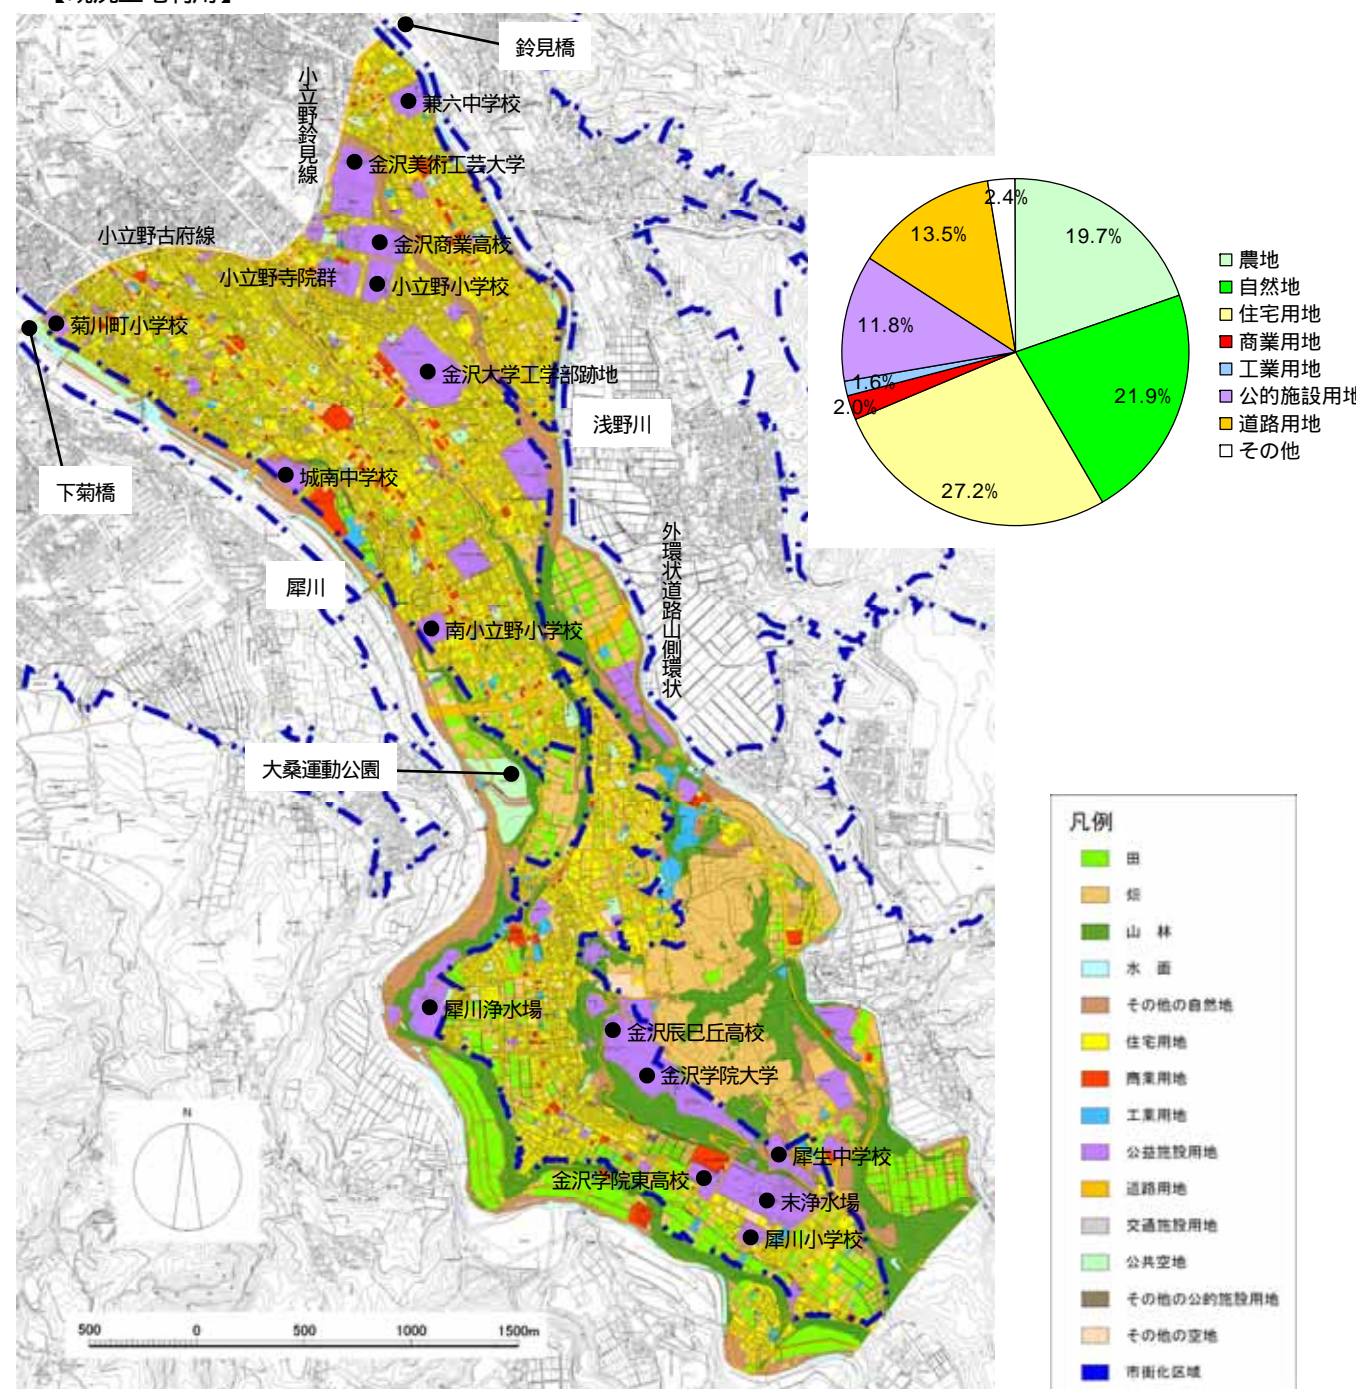 鈴見橋
小立野鈴見線
兼六中学校
金沢美術工芸大学
小立野古府線
金沢商業高校
小立野寺院群
小立野小学校
菊川町小学校
金沢大学工学部跡地
浅野川
城南中学校
下菊橋
外環状道路山側環状
犀川
南小立野小学校
大桑運動公園
犀川浄水場
金沢辰巳丘高校
金沢学院大学
犀生中学校
金沢学院東高校
末浄水場
犀川小学校
N
500 0 500 1000 1500m
2.4%
13.5%
19.7%
11.8%
1.6%
2.0%
21.9%
27.2%
農地
自然地
住宅用地
商業用地
工業用地
公的施設用地
道路用地
その他
凡例
田
畑
山 林
水 面
その他の自然地
住宅用地
商業用地
工業用地
公益施設用地
道路用地
交通施設用地
公共空地
その他の公的施設用地
その他の空地
市街化区域